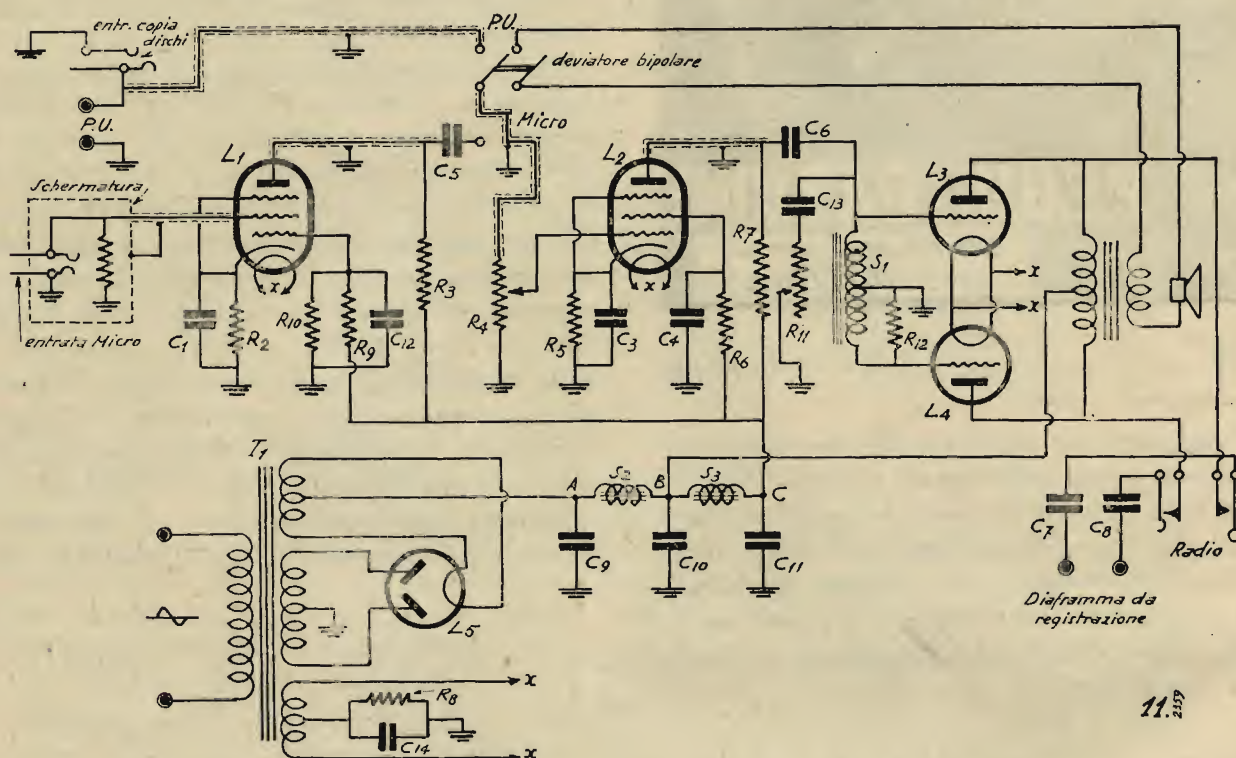 entr. copia
dischi
P.U.
P.U.
deviatore bipolare
Micro
Schermatura
entrata Micro
L1
C5
L2
C6
L3
C13
S1
R7
R3
R4
R11
R12
x
x
x
x
C1
R2
R10
R9
C12
R5
C3
C4
R6
L4
T1
A
S2
B
S3
C
C9
C10
C11
C7
C8
Radio
Diaframma da
registrazione
L5
x
R8
C14
x
11. 2359